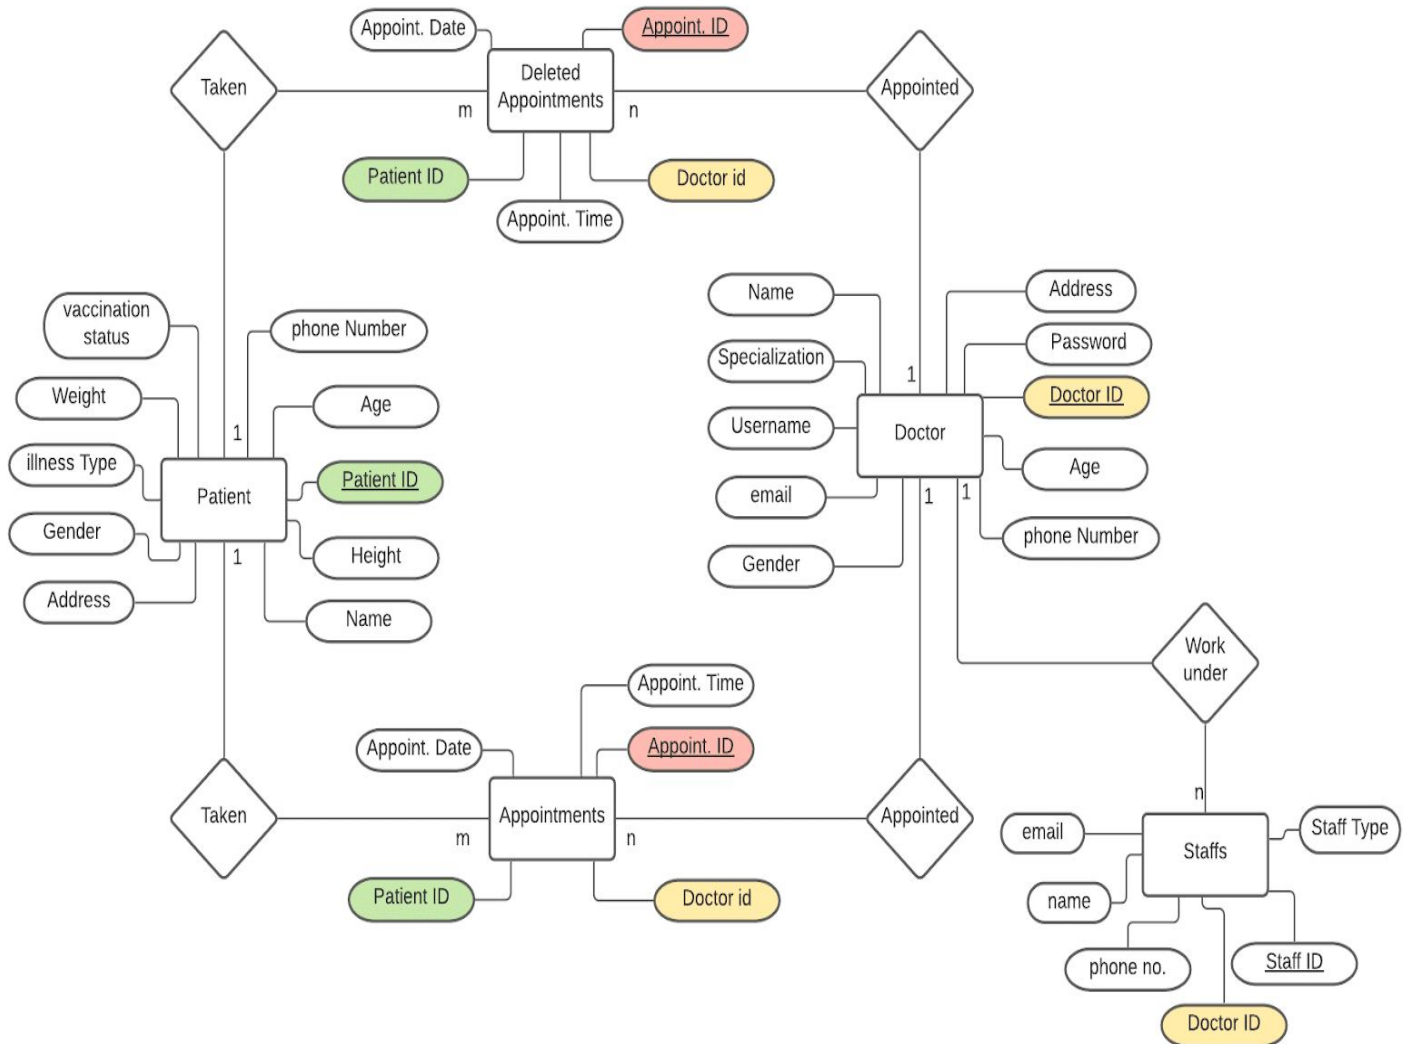 Appoint. Date
Appoint. ID
Taken
Deleted
Appointments
Appointed
m
n
Patient ID
Doctor id
Appoint. Time
vaccination
status
phone Number
Name
Address
Specialization
Password
Weight
Age
1
Doctor ID
1
Username
Doctor
illness Type
Patient ID
Age
Patient
email
1
1
Gender
phone Number
1
Height
Gender
Address
Name
Work
under
Appoint. Time
Appoint. Date
Appoint. ID
n
Taken
Appointments
Appointed
m
n
email
Staff Type
Staffs
Patient ID
Doctor id
name
phone no.
Staff ID
Doctor ID